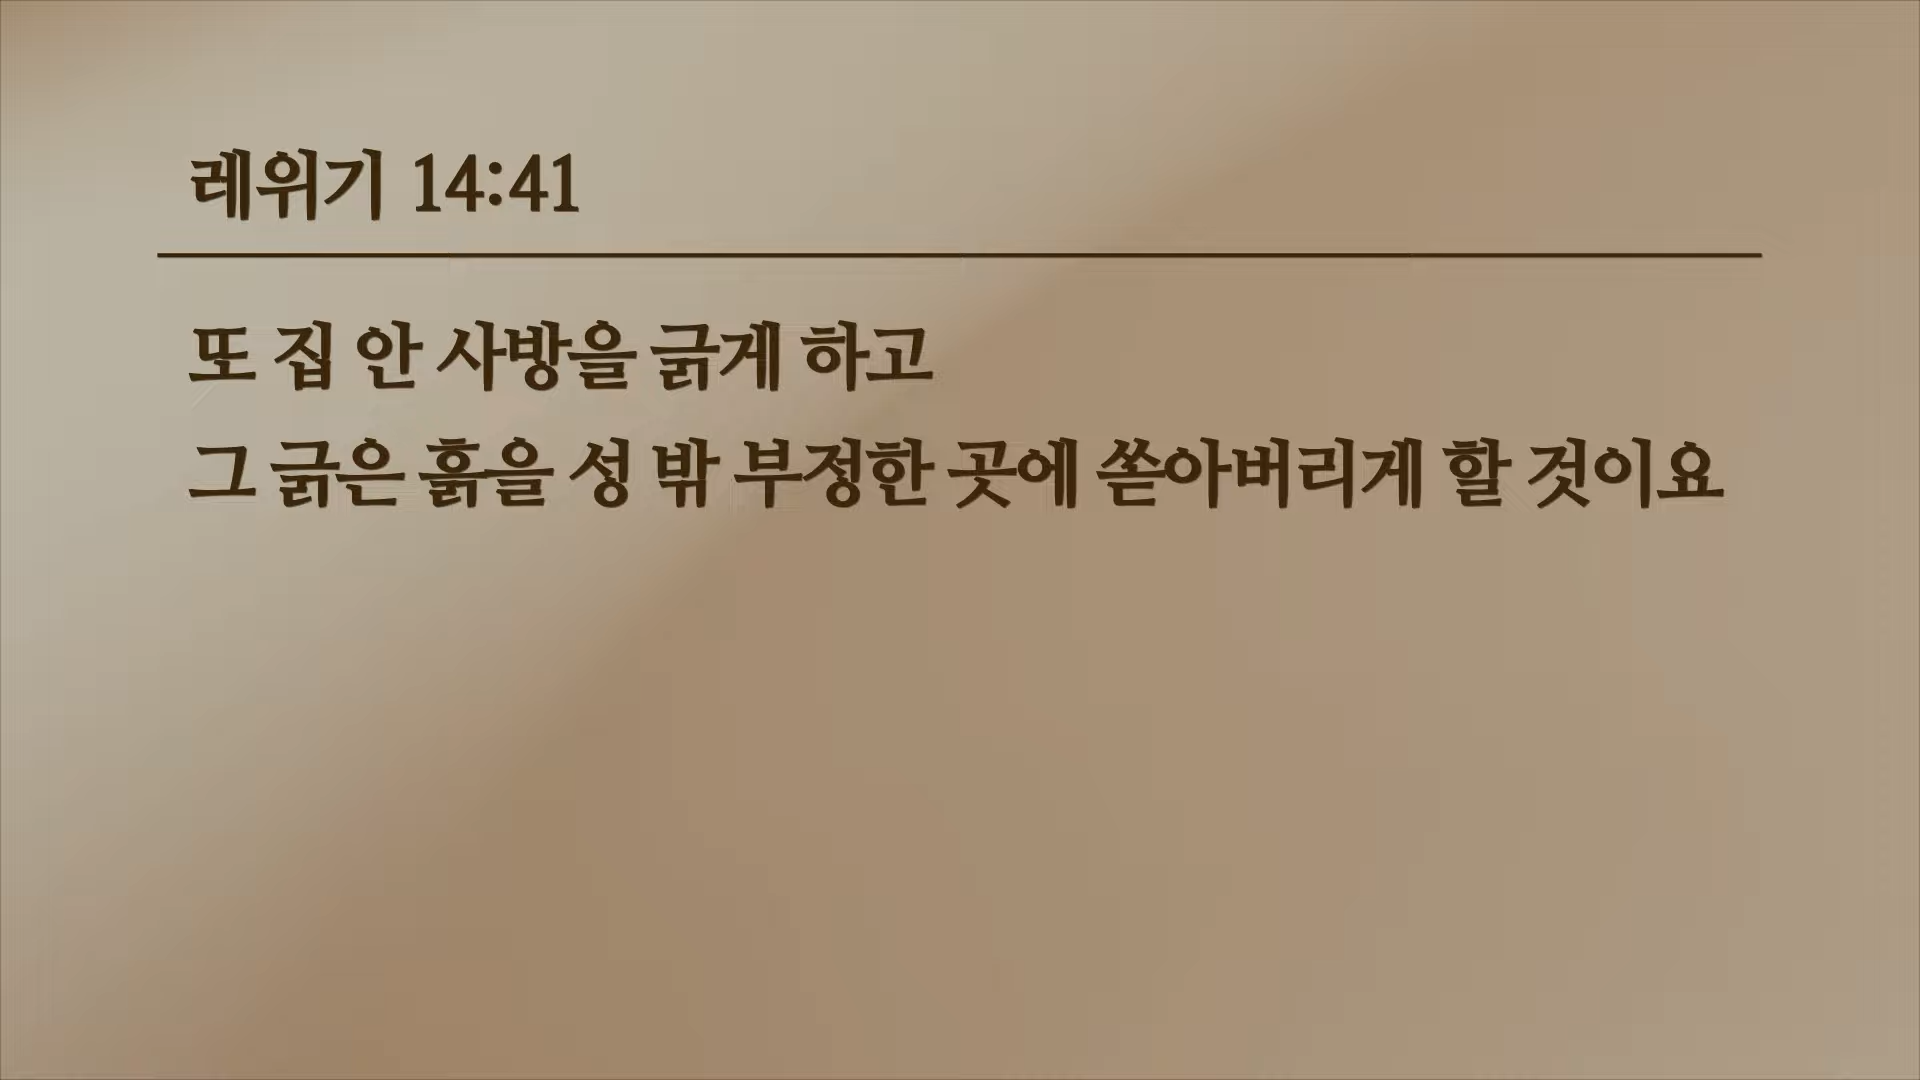 레위기 14:41
또 집 안 사방을 긁게 하고
그 긁은 흙을 성 밖 부정한 곳에 쏟아버리게 할 것이요